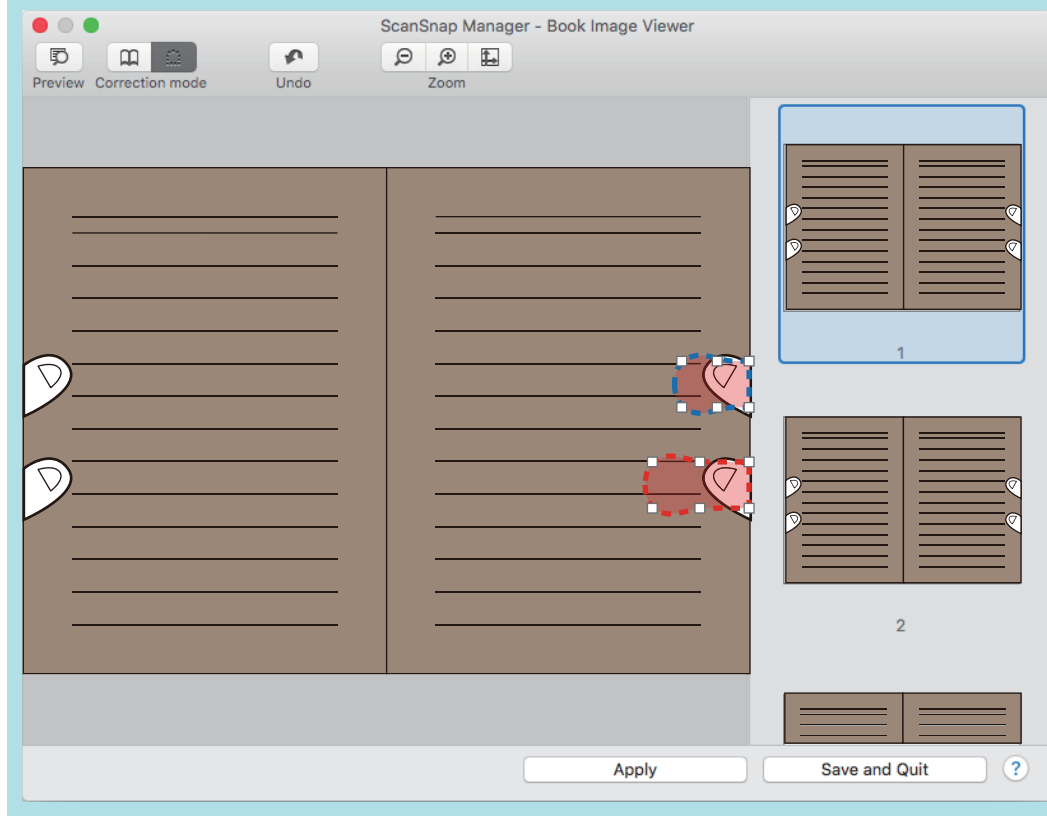 ScanSnap Manager - Book Image Viewer
Preview Correction mode Undo Zoom
1
2
Apply Save and Quit ?